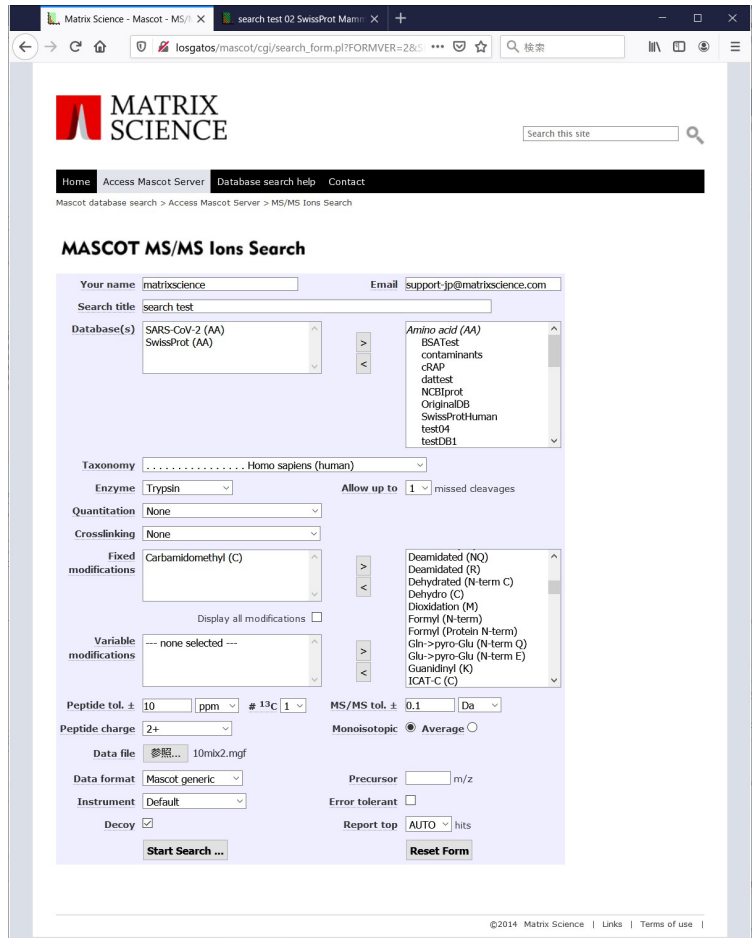 Matrix Science - Mascot - MS/M
search test 02 SwissProt Mamm
losgatos/mascot/cgi/search_form.pl?FORMVER=2&S
検索
MATRIX
SCIENCE
Search this site
Home Access Mascot Server Database search help Contact
Mascot database search > Access Mascot Server > MS/MS Ions Search
MASCOT MS/MS Ions Search
Your name matrixscience Email support-jp@matrixscience.com
Search title search test
Database(s) SARS-CoV-2 (AA)
SwissProt (AA)
>
<
Amino acid (AA)
BSATest
contaminants
cRAP
dattest
NCBIprot
OriginalDB
SwissProtHuman
test04
testDB1
Taxonomy . . . . . . . . . . . . . . . . Homo sapiens (human)
Enzyme Trypsin Allow up to 1 missed cleavages
Quantitation None
Crosslinking None
Fixed modifications Carbamidomethyl (C)
>
<
Display all modifications
Variable modifications --- none selected ---
>
<
Deamidated (NQ)
Deamidated (R)
Dehydrated (N-term C)
Dehydro (C)
Dioxidation (M)
Formyl (N-term)
Formyl (Protein N-term)
Gln->pyro-Glu (N-term Q)
Glu->pyro-Glu (N-term E)
Guanidinyl (K)
ICAT-C (C)
Peptide tol. ± 10 ppm # 13C 1 MS/MS tol. ± 0.1 Da
Peptide charge 2+ Monoisotopic Average
Data file 参照... 10mix2.mgf
Data format Mascot generic Precursor m/z
Instrument Default Error tolerant
Decoy Report top AUTO hits
Start Search ... Reset Form
©2014 Matrix Science | Links | Terms of use |